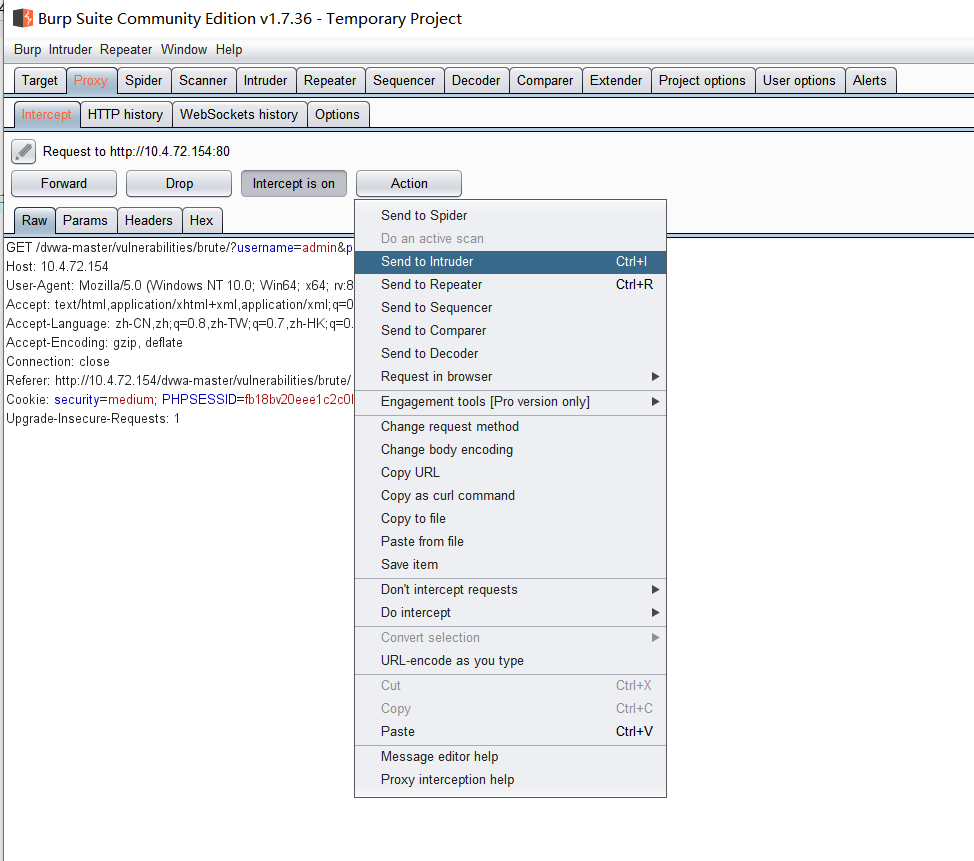 Burp Suite Community Edition v1.7.36 - Temporary Project
Burp Intruder Repeater Window Help
Target Proxy Spider Scanner Intruder Repeater Sequencer Decoder Comparer Extender Project options User options Alerts
Intercept HTTP history WebSockets history Options
Request to http://10.4.72.154:80
Forward Drop Intercept is on Action
Raw Params Headers Hex
GET /dvwa-master/vulnerabilities/brute/?username=admin&p
Host: 10.4.72.154
User-Agent: Mozilla/5.0 (Windows NT 10.0; Win64; x64; rv:8
Accept: text/html,application/xhtml+xml,application/xml;q=0
Accept-Language: zh-CN,zh;q=0.8,zh-TW;q=0.7,zh-HK;q=0.
Accept-Encoding: gzip, deflate
Connection: close
Referer: http://10.4.72.154/dvwa-master/vulnerabilities/brute/
Cookie: security=medium; PHPSESSID=fb18bv20eee1c2c0
Upgrade-Insecure-Requests: 1
Send to Spider
Do an active scan
Send to Intruder Ctrl+I
Send to Repeater Ctrl+R
Send to Sequencer
Send to Comparer
Send to Decoder
Request in browser
Engagement tools [Pro version only]
Change request method
Change body encoding
Copy URL
Copy as curl command
Copy to file
Paste from file
Save item
Don't intercept requests
Do intercept
Convert selection
URL-encode as you type
Cut Ctrl+X
Copy Ctrl+C
Paste Ctrl+V
Message editor help
Proxy interception help